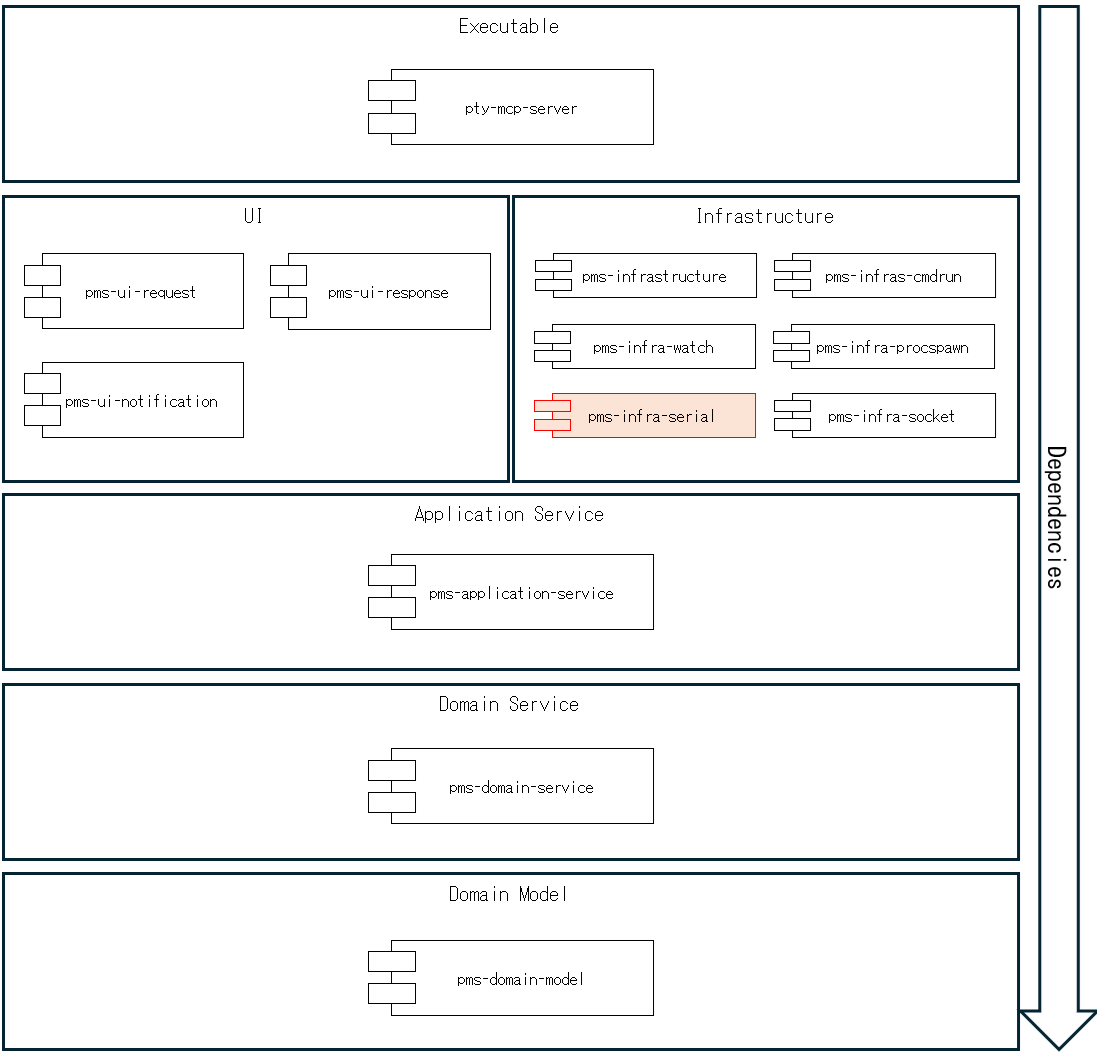 Executable
pty-mcp-server
UI
pms-ui-request
pms-ui-response
pms-ui-notification
Infrastructure
pms-infrastructure
pms-infras-cmdrun
pms-infra-watch
pms-infra-procspawn
pms-infra-serial
pms-infra-socket
Application Service
pms-application-service
Domain Service
pms-domain-service
Domain Model
pms-domain-model
Dependencies